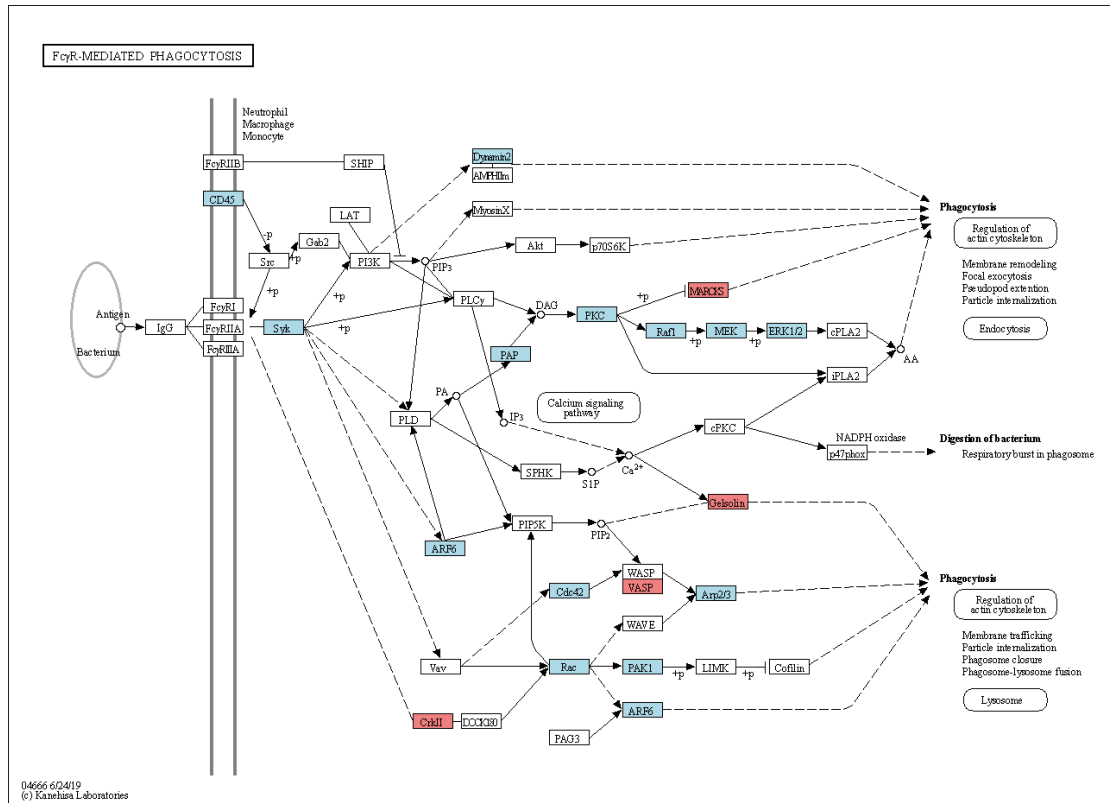 FcγR-MEDIATED PHAGOCYTOSIS
Neutrophil
Macrophage
Monocyte
FcγRIIB
SHIP
Dynamin2
AMPHIIm
CD45
LAT
MyosinX
Phagocytosis
-p
Gab2
Akt
p70S6K
Regulation of
actin cytoskeleton
Src
+p
PI3K
PIP3
Membrane remodeling
Focal exocytosis
Pseudopod extention
Particle internalization
+p
+p
PLCγ
DAG
+p
MARCKS
Antigen
IgG
FcγRI
FcγRIIA
FcγRIIIA
Syk
+p
PKC
Raf1
+p
MEK
+p
ERK1/2
cPLA2
Endocytosis
Bacterium
PAP
AA
iPLA2
PA
Calcium signaling
pathway
PLD
IP3
cPKC
NADPH oxidase
p47phox
Digestion of bacterium
Respiratory burst in phagosome
SPHK
S1P
Ca2+
Gelsolin
PIP5K
PIP2
ARF6
WASP
VASP
Cdc42
Arp2/3
Phagocytosis
Regulation of
actin cytoskeleton
WAVE
Membrane trafficking
Particle internalization
Phagosome closure
Phagosome-lysosome fusion
Vav
Rac
PAK1
+p
LIMK
+p
Cofilin
Lysosome
CrkII
DOCK180
ARF6
PAG3
04666 6/24/19
(c) Kanehisa Laboratories